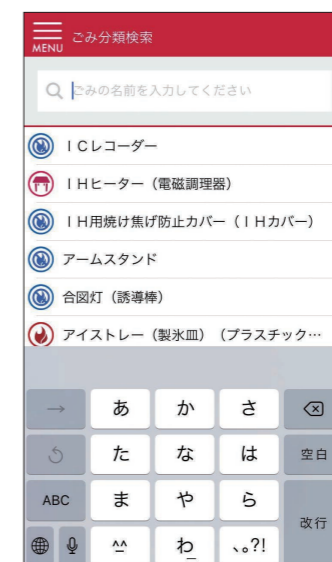 MENU ごみ分類検索
ごみの名前を入力してください
ICレコーダー
IHヒーター（電磁調理器）
IH用焼け焦げ防止カバー（IHカバー）
アームスタンド
合図灯（誘導棒）
アイストレー（製氷皿）（プラスチック…
→ あ か さ
た な は 空白
ABC ま や ら 改行
^^ わ 、。?!